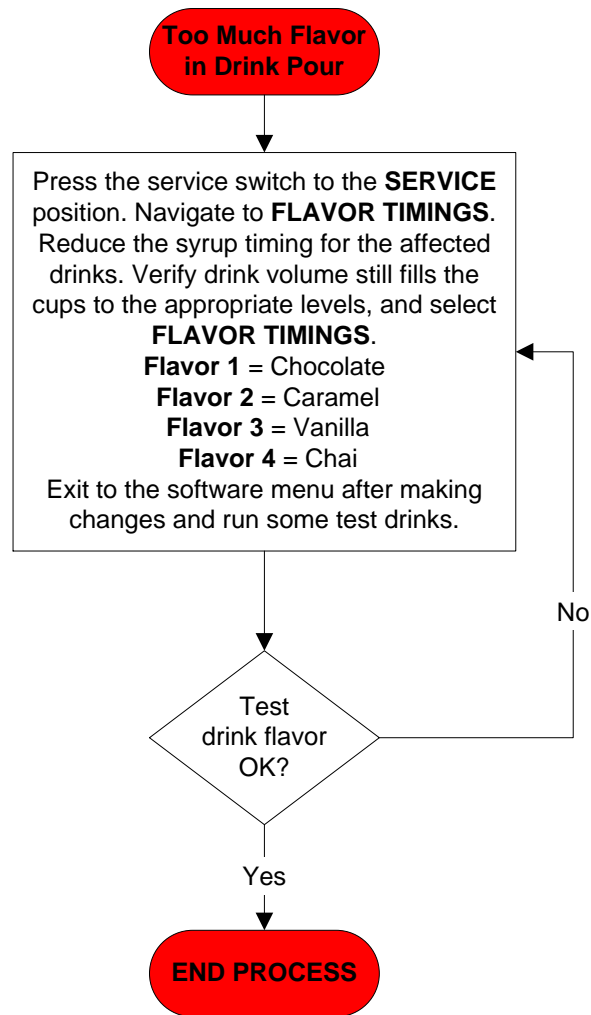 Too Much Flavor
in Drink Pour
Press the service switch to the SERVICE
position. Navigate to FLAVOR TIMINGS.
Reduce the syrup timing for the affected
drinks. Verify drink volume still fills the
cups to the appropriate levels, and select
FLAVOR TIMINGS.
Flavor 1 = Chocolate
Flavor 2 = Caramel
Flavor 3 = Vanilla
Flavor 4 = Chai
Exit to the software menu after making
changes and run some test drinks.
No
Test
drink flavor
OK?
Yes
END PROCESS